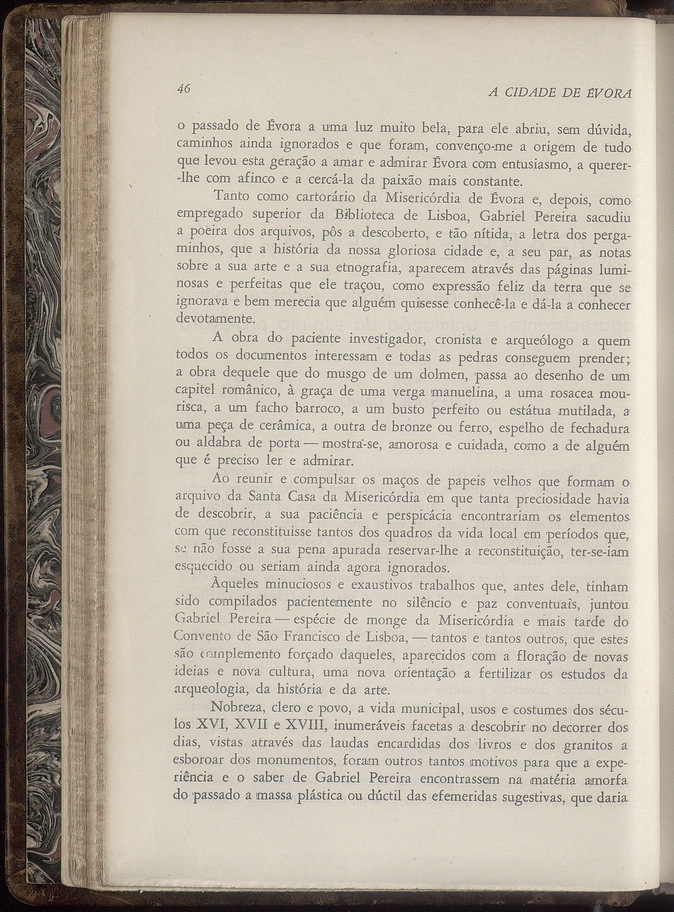 46
A CIDADE DE ÉVORA
o passado de Évora a uma luz muito bela, para ele abriu, sem dúvida,
caminhos ainda ignorados e que foram, convenço-me a origem de tudo
que levou esta geração a amar e admirar Évora com entusiasmo, a querer-
-lhe com afinco e a cercá-la da paixão mais constante.
Tanto como cartorário da Misericórdia de Évora e, depois, como
empregado superior da Biblioteca de Lisboa, Gabriel Pereira sacudiu
a poeira dos arquivos, pôs a descoberto, e tão nítida, a letra dos perga-
minhos, que a história da nossa gloriosa cidade e, a seu par, as notas
sobre a sua arte e a sua etnografia, aparecem através das páginas lumi-
nosas e perfeitas que ele traçou, como expressão feliz da terra que se
ignorava e bem merecia que alguém quisesse conhecê-la e dá-la a conhecer
devotamente.
A obra do paciente investigador, cronista e arqueólogo a quem
todos os documentos interessam e todas as pedras conseguem prender;
a obra dequele que do musgo de um dolmen, passa ao desenho de um
capitel românico, à graça de uma verga manuelina, a uma rosacea mou-
risca, a um facho barroco, a um busto perfeito ou estátua mutilada, a
uma peça de cerâmica, a outra de bronze ou ferro, espelho de fechadura
ou aldabra de porta — mostra-se, amorosa e cuidada, como a de alguém
que é preciso ler e admirar.
Ao reunir e compulsar os maços de papeis velhos que formam o
arquivo da Santa Casa da Misericórdia em que tanta preciosidade havia
de descobrir, a sua paciência e perspicácia encontrariam os elementos
com que reconstituisse tantos dos quadros da vida local em períodos que,
se não fosse a sua pena apurada reservar-lhe a reconstituição, ter-se-iam
esquecido ou seriam ainda agora ignorados.
Àqueles minuciosos e exaustivos trabalhos que, antes dele, tinham
sido compilados pacientemente no silêncio e paz conventuais, juntou
Gabriel Pereira — espécie de monge da Misericórdia e mais tarde do
Convento de São Francisco de Lisboa, — tantos e tantos outros, que estes
são complemento forçado daqueles, aparecidos com a floração de novas
ideias e nova cultura, uma nova orientação a fertilizar os estudos da
arqueologia, da história e da arte.
Nobreza, clero e povo, a vida municipal, usos e costumes dos sécu-
los XVI, XVII e XVIII, inumeráveis facetas a descobrir no decorrer dos
dias, vistas através das laudas encardidas dos livros e dos granitos a
esboroar dos monumentos, foram outros tantos motivos para que a expe-
riência e o saber de Gabriel Pereira encontrassem na matéria amorfa
do passado a massa plástica ou dúctil das efemeridas sugestivas, que daria